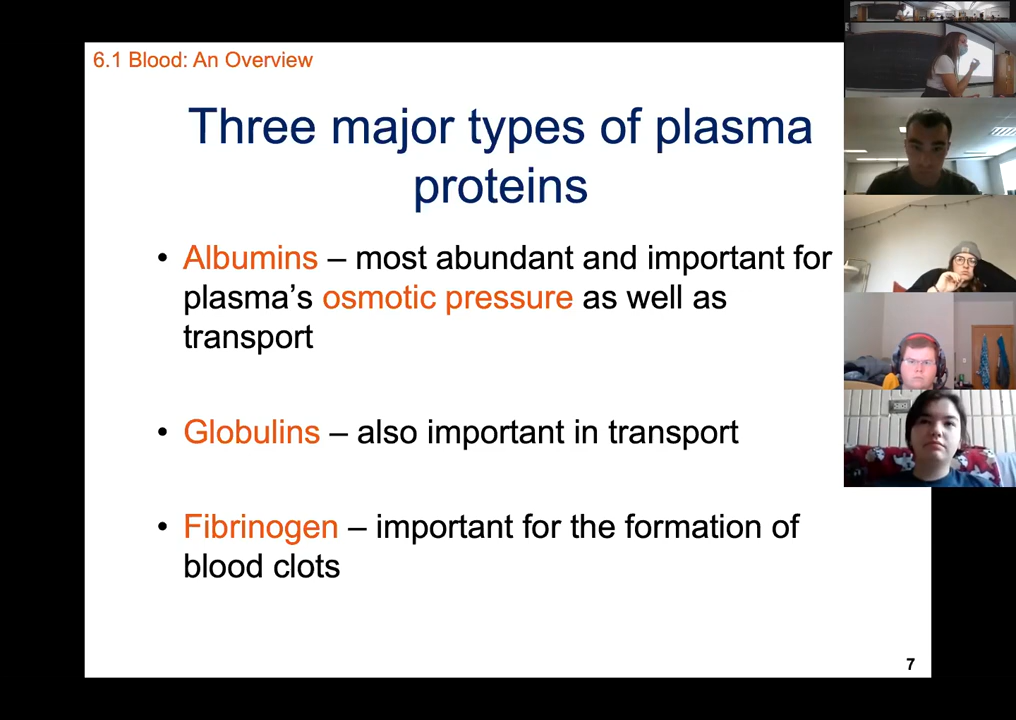 6.1 Blood: An Overview
Three major types of plasma
proteins
• Albumins – most abundant and important for
plasma's osmotic pressure as well as
transport
• Globulins – also important in transport
• Fibrinogen – important for the formation of
blood clots
7